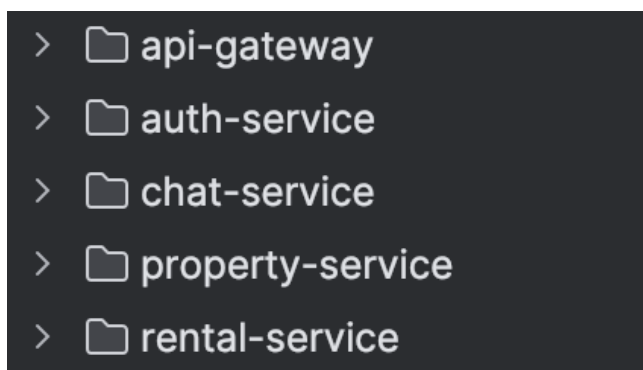 api-gateway
auth-service
chat-service
property-service
rental-service